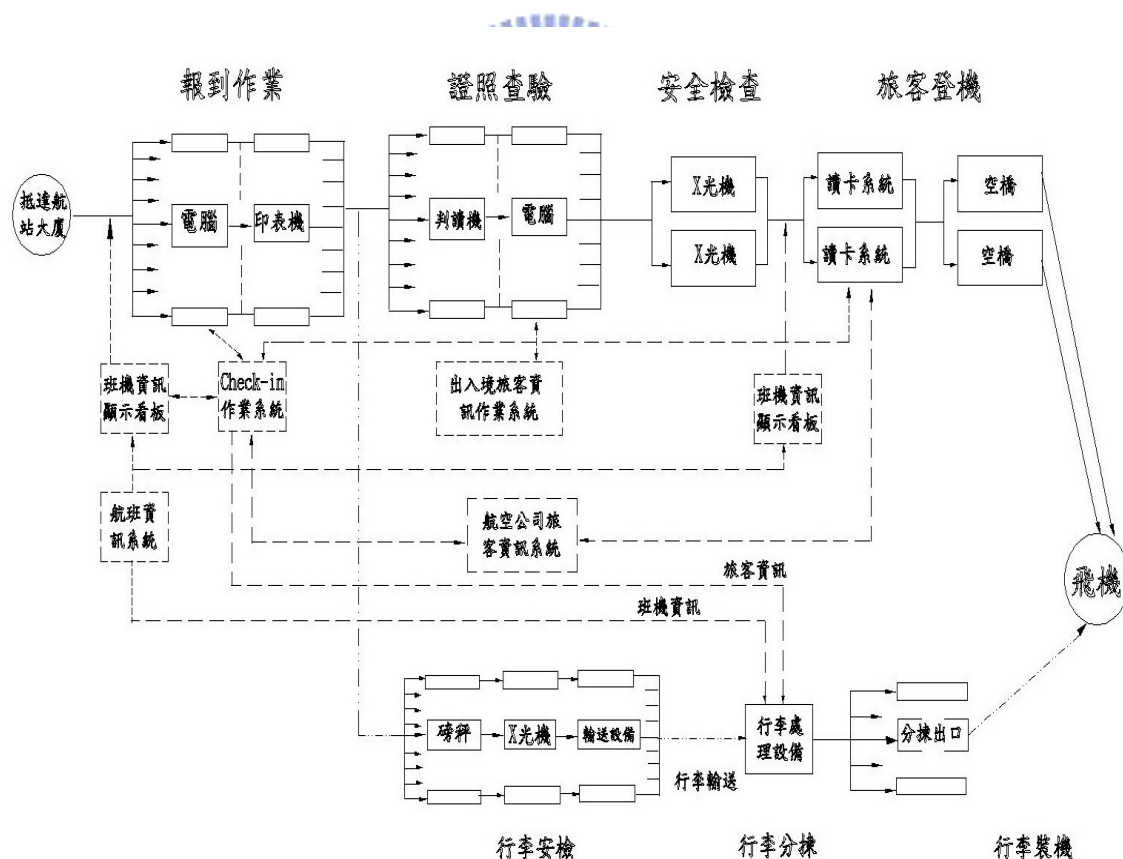 報到作業
證照查驗
安全檢查
旅客登機
抵達航
站大廈
電腦
印表機
判讀機
電腦
X光機
X光機
讀卡系統
讀卡系統
空橋
空橋
班機資訊
顯示看板
Check-in
作業系統
出入境旅客資
訊作業系統
班機資訊
顯示看板
航班資
訊系統
航空公司旅
客資訊系統
旅客資訊
班機資訊
飛機
磅秤
X光機
輸送設備
行李輸送
行李處
理設備
分揀出口
行李安檢
行李分揀
行李裝機